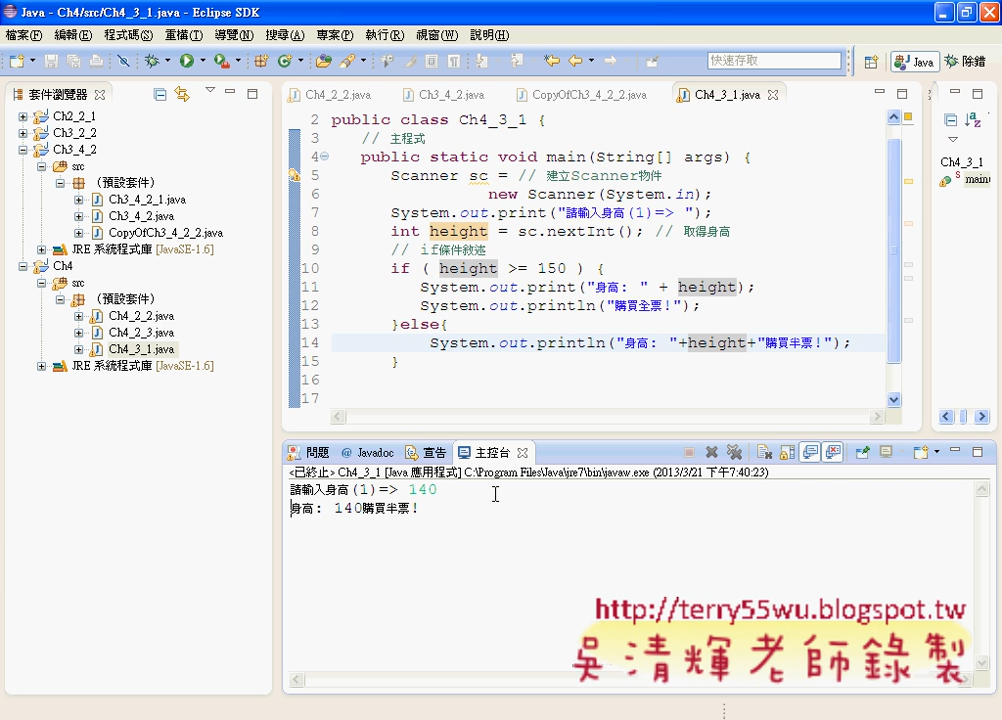 Java - Ch4/src/Ch4_3_1.java - Eclipse SDK
檔案(F) 編輯(E) 程式碼(S) 重構(T) 導覽(N) 搜尋(A) 專案(P) 執行(R) 視窗(W) 說明(H)
快速存取
Java
除錯
套件瀏覽器
Ch2_2_1
Ch3_2_2
Ch3_4_2
src
(預設套件)
Ch3_4_2_1.java
Ch3_4_2.java
CopyOfCh3_4_2_2.java
JRE 系統程式庫 [JavaSE-1.6]
Ch4
src
(預設套件)
Ch4_2_2.java
Ch4_2_3.java
Ch4_3_1.java
JRE 系統程式庫 [JavaSE-1.6]
Ch4_2_2.java Ch3_4_2.java CopyOfCh3_4_2_2.java Ch4_3_1.java
2 public class Ch4_3_1 {
3 // 主程式
4 public static void main(String[] args) {
5 Scanner sc = // 建立Scanner物件
6 new Scanner(System.in);
7 System.out.print("請輸入身高(1)=> ");
8 int height = sc.nextInt(); // 取得身高
9 // if條件敘述
10 if ( height >= 150 ) {
11 System.out.print("身高: " + height);
12 System.out.println("購買全票!");
13 }else{
14 System.out.println("身高: "+height+"購買半票!");
15 }
16
17
Ch4_3_1
main
問題 @ Javadoc 宣告 主控台
<已終止> Ch4_3_1 [Java 應用程式] C:\Program Files\Java\jre7\bin\javaw.exe (2013/3/21 下午7:40:23)
請輸入身高(1)=> 140
身高: 140購買半票!
http://terry55wu.blogspot.tw
吳清輝老師錄製